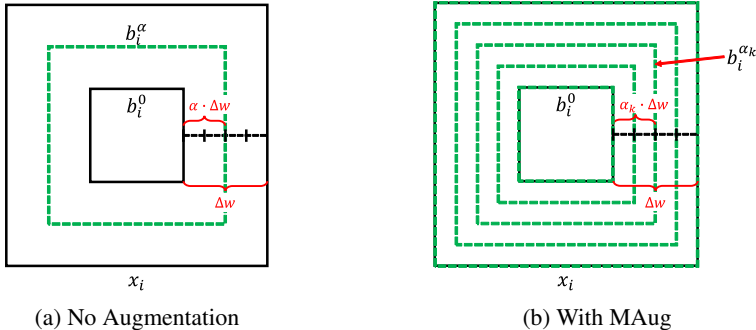 b_i^α
b_i^0
α · Δw
Δw
x_i
(a) No Augmentation
b_i^{α_k}
b_i^0
α_k · Δw
Δw
x_i
(b) With MAug